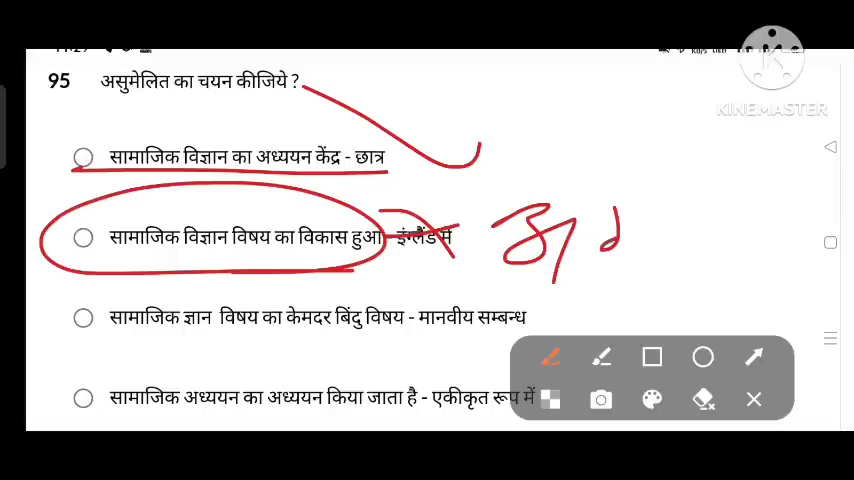 KINEMASTER
95 असुमेलित का चयन कीजिये ?
सामाजिक विज्ञान का अध्ययन केंद्र - छात्र
सामाजिक विज्ञान विषय का विकास हुआ - इंग्लैंड में
सामाजिक ज्ञान विषय का केमदर बिंदु विषय - मानवीय सम्बन्ध
सामाजिक अध्ययन का अध्ययन किया जाता है - एकीकृत रूप में